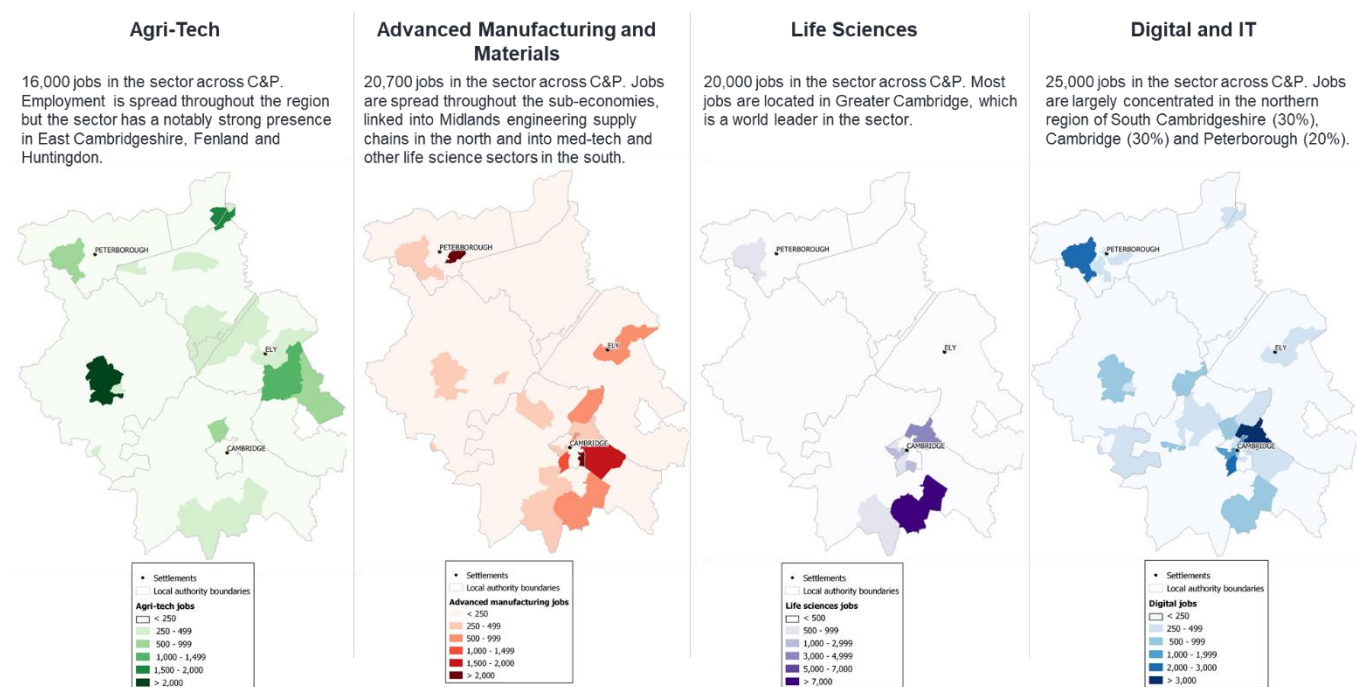 Agri-Tech
16,000 jobs in the sector across C&P.
Employment is spread throughout the region
but the sector has a notably strong presence
in East Cambridgeshire, Fenland and
Huntingdon.
PETERBOROUGH
ELY
CAMBRIDGE
Settlements
Local authority boundaries
Agri-tech jobs
< 250
250 - 499
500 - 999
1,000 - 1,499
1,500 - 2,000
> 2,000
Advanced Manufacturing and
Materials
20,700 jobs in the sector across C&P. Jobs
are spread throughout the sub-economies,
linked into Midlands engineering supply
chains in the north and into med-tech and
other life science sectors in the south.
PETERBOROUGH
ELY
CAMBRIDGE
Settlements
Local authority boundaries
Advanced manufacturing jobs
< 250
250 - 499
500 - 999
1,000 - 1,499
1,500 - 2,000
> 2,000
Life Sciences
20,000 jobs in the sector across C&P. Most
jobs are located in Greater Cambridge, which
is a world leader in the sector.
PETERBOROUGH
ELY
CAMBRIDGE
Settlements
Local authority boundaries
Life sciences jobs
< 500
500 - 999
1,000 - 2,999
3,000 - 4,999
5,000 - 7,000
> 7,000
Digital and IT
25,000 jobs in the sector across C&P. Jobs
are largely concentrated in the northern
region of South Cambridgeshire (30%),
Cambridge (30%) and Peterborough (20%).
PETERBOROUGH
ELY
CAMBRIDGE
Settlements
Local authority boundaries
Digital jobs
< 250
250 - 499
500 - 999
1,000 - 1,999
2,000 - 3,000
> 3,000